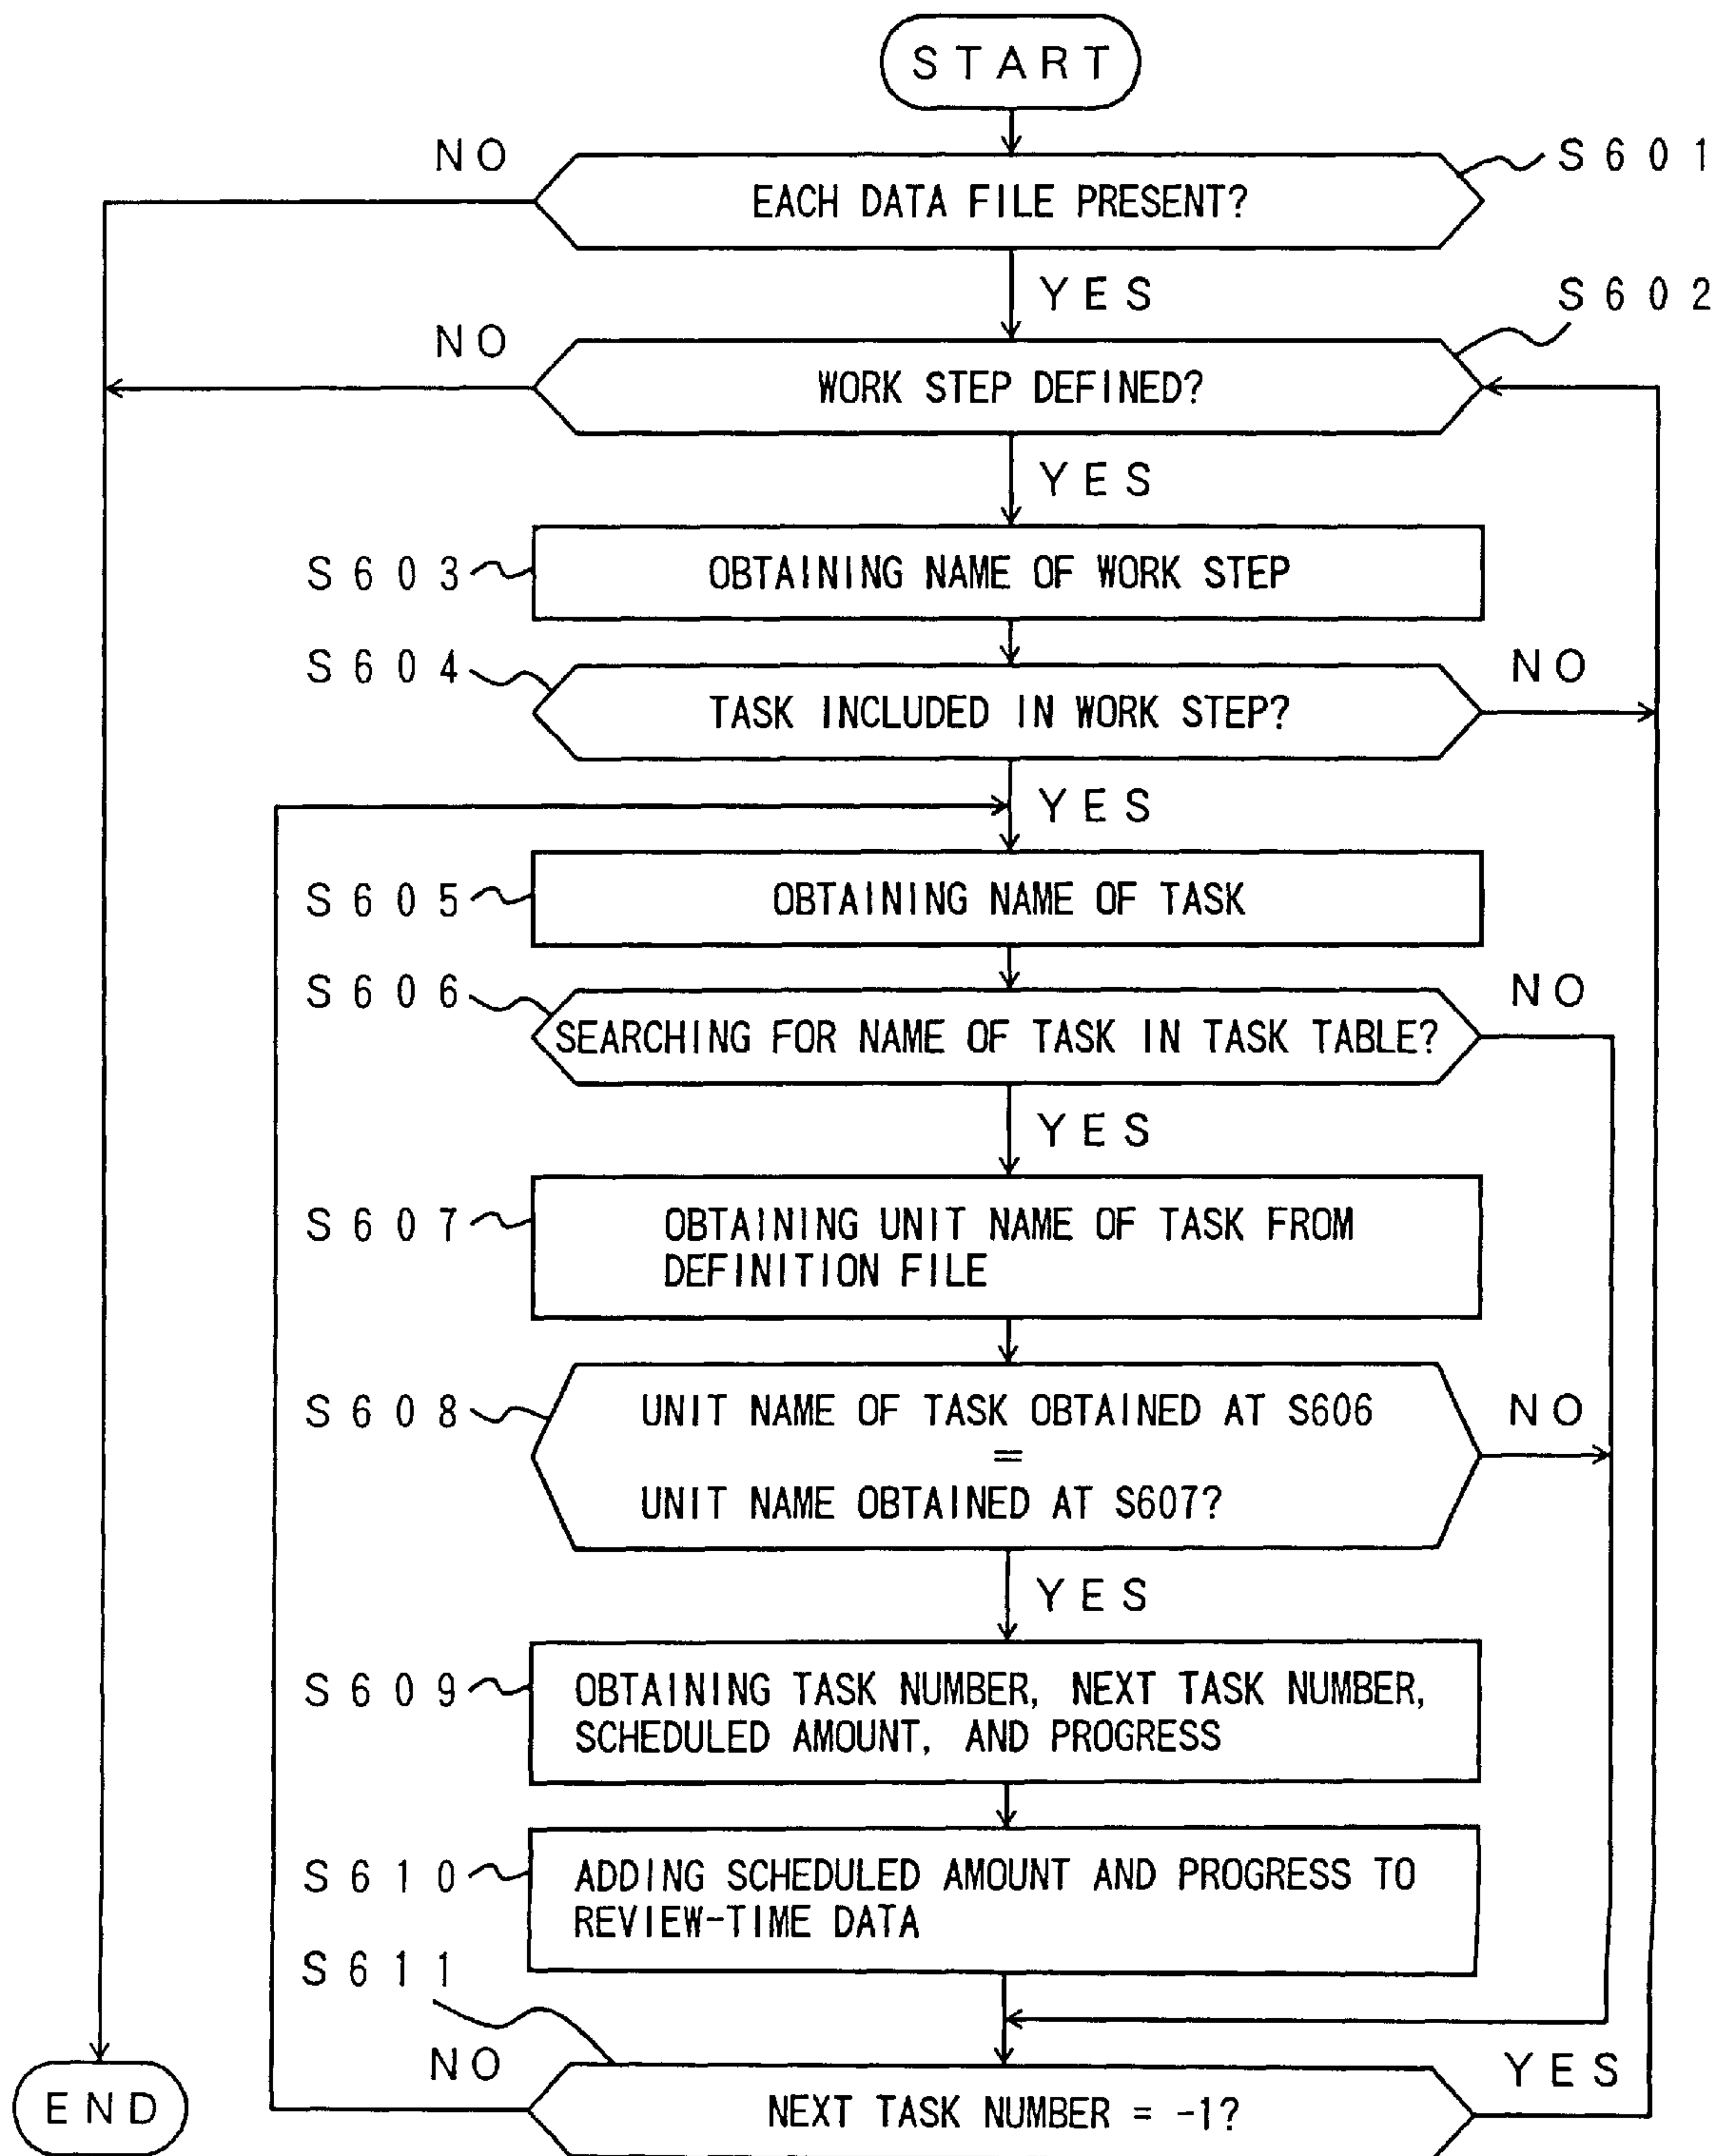 START
NO
S601
EACH DATA FILE PRESENT?
YES
S602
NO
WORK STEP DEFINED?
YES
S603
OBTAINING NAME OF WORK STEP
S604
NO
TASK INCLUDED IN WORK STEP?
YES
S605
OBTAINING NAME OF TASK
S606
NO
SEARCHING FOR NAME OF TASK IN TASK TABLE?
YES
S607
OBTAINING UNIT NAME OF TASK FROM
DEFINITION FILE
S608
UNIT NAME OF TASK OBTAINED AT S606
=
UNIT NAME OBTAINED AT S607?
NO
YES
S609
OBTAINING TASK NUMBER, NEXT TASK NUMBER,
SCHEDULED AMOUNT, AND PROGRESS
S610
ADDING SCHEDULED AMOUNT AND PROGRESS TO
REVIEW-TIME DATA
S611
NO
YES
NEXT TASK NUMBER = -1?
END